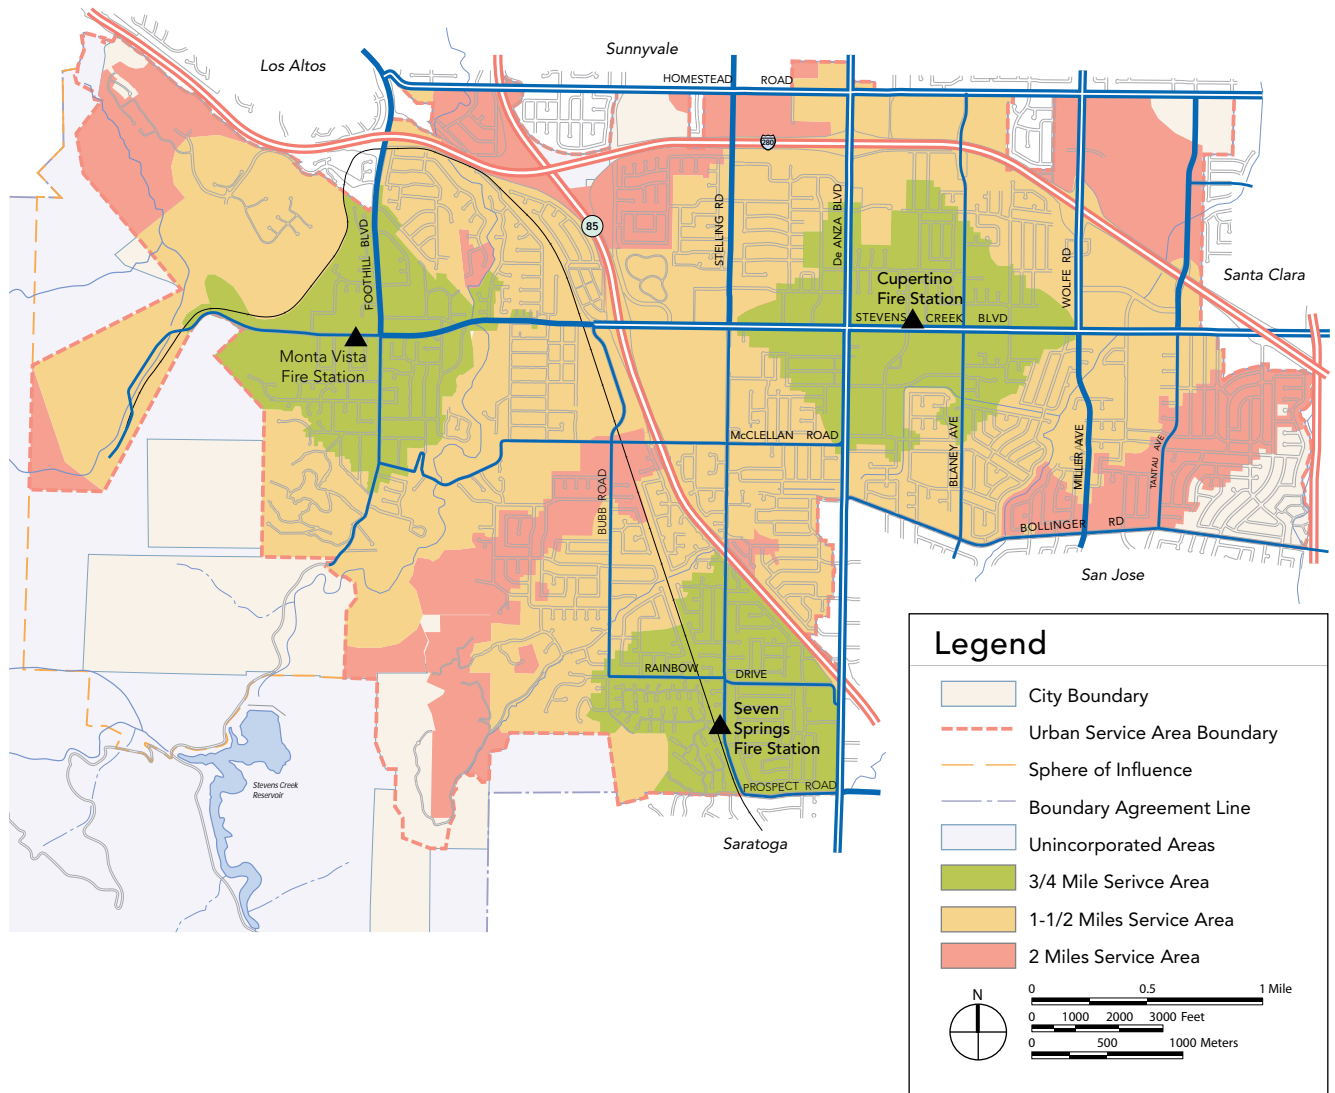 Sunnyvale
Los Altos
HOMESTEAD ROAD
280
85
STELLING RD
De ANZA BLVD
FOOTHILL BLVD
WOLFE RD
Santa Clara
Cupertino
Fire Station
STEVENS CREEK BLVD
Monta Vista
Fire Station
McCLELLAN ROAD
BLANEY AVE
MILLER AVE
TANTAU AVE
BUBB ROAD
BOLLINGER RD
San Jose
RAINBOW DRIVE
Seven
Springs
Fire Station
PROSPECT ROAD
Stevens Creek
Reservoir
Saratoga
Legend
City Boundary
Urban Service Area Boundary
Sphere of Influence
Boundary Agreement Line
Unincorporated Areas
3/4 Mile Serivce Area
1-1/2 Miles Service Area
2 Miles Service Area
N
0 0.5 1 Mile
0 1000 2000 3000 Feet
0 500 1000 Meters